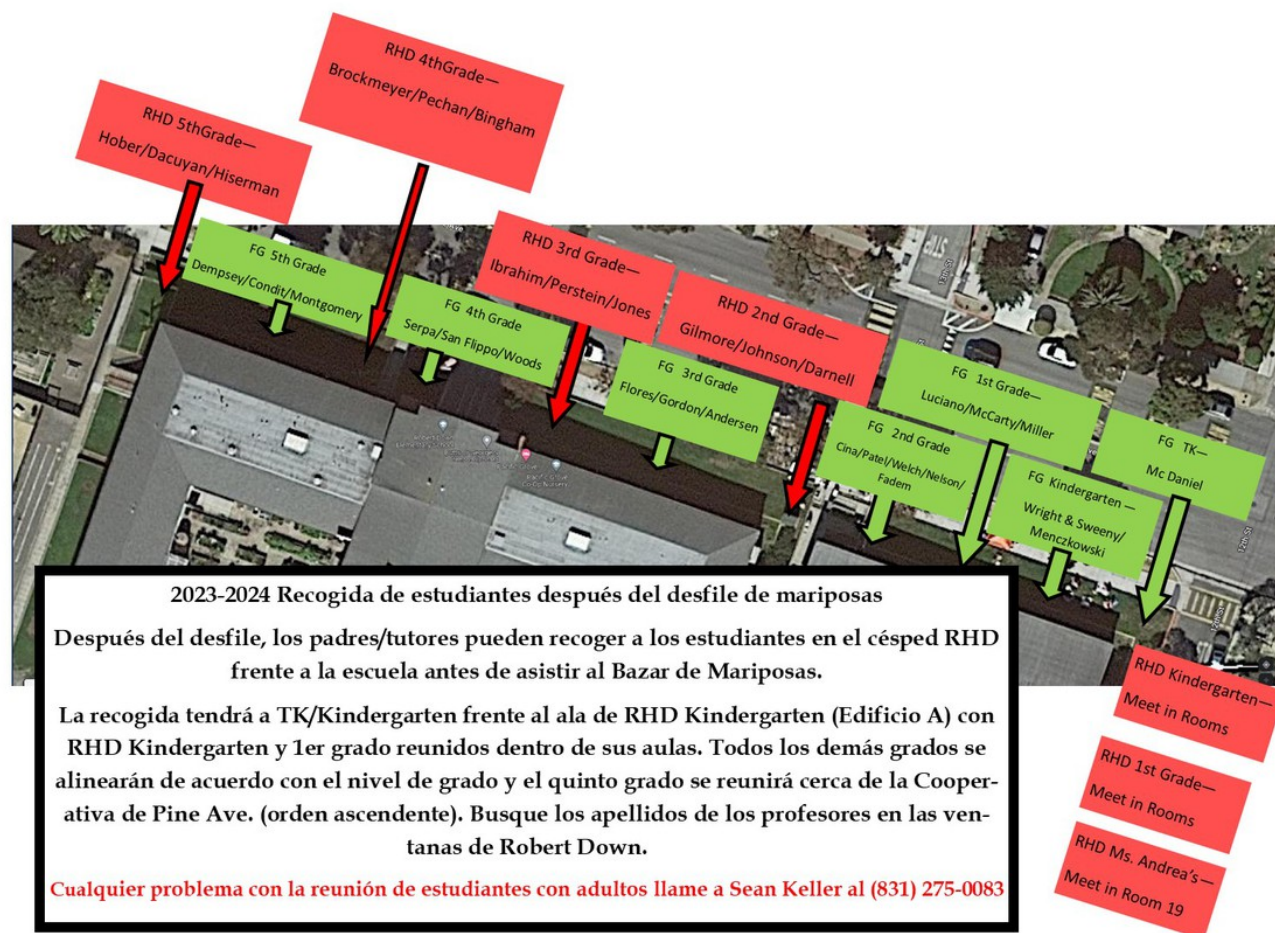 RHD 4thGrade—
Brockmeyer/Pechan/Bingham
RHD 5thGrade—
Hober/Dacuyan/Hiserman
FG 5th Grade
Dempsey/Condit/Montgomery
FG 4th Grade
Serpa/San Flippo/Woods
RHD 3rd Grade—
Ibrahim/Perstein/Jones
FG 3rd Grade
Flores/Gordon/Andersen
RHD 2nd Grade—
Gilmore/Johnson/Darnell
FG 2nd Grade
Cina/Patel/Welch/Nelson/
Fadem
FG 1st Grade—
Luciano/McCarty/Miller
FG Kindergarten —
Wright & Sweeny/
Menczkowski
FG TK—
Mc Daniel
STOP
13th St
12th St
12th St
2023-2024 Recogida de estudiantes después del desfile de mariposas
Después del desfile, los padres/tutores pueden recoger a los estudiantes en el césped RHD
frente a la escuela antes de asistir al Bazar de Mariposas.
La recogida tendrá a TK/Kindergarten frente al ala de RHD Kindergarten (Edificio A) con
RHD Kindergarten y 1er grado reunidos dentro de sus aulas. Todos los demás grados se
alinearán de acuerdo con el nivel de grado y el quinto grado se reunirá cerca de la Cooper-
ativa de Pine Ave. (orden ascendente). Busque los apellidos de los profesores en las ven-
tanas de Robert Down.
Cualquier problema con la reunión de estudiantes con adultos llame a Sean Keller al (831) 275-0083
RHD Kindergarten—
Meet in Rooms
RHD 1st Grade—
Meet in Rooms
RHD Ms. Andrea's—
Meet in Room 19